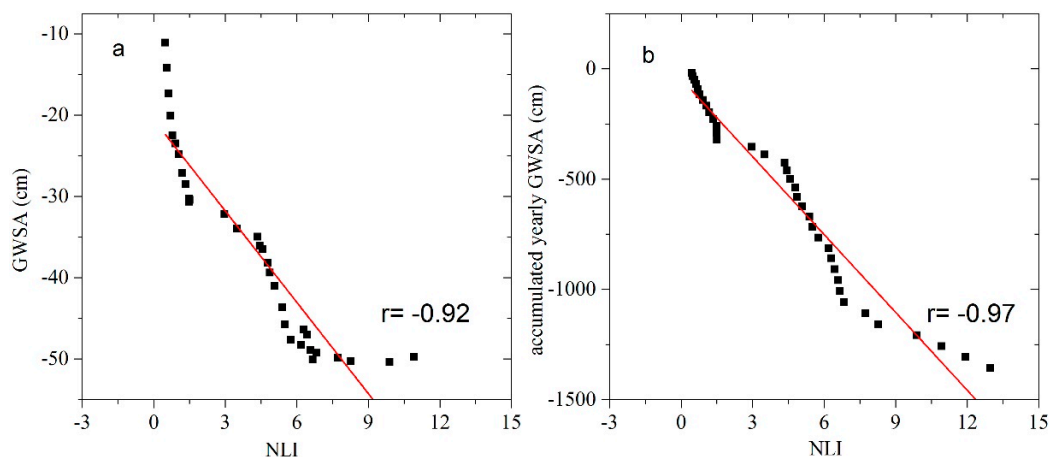 a
-10
-20
-30
-40
-50
GWSA (cm)
r= -0.92
-3 0 3 6 9 12 15
NLI
b
0
-500
-1000
-1500
accumulated yearly GWSA (cm)
r= -0.97
-3 0 3 6 9 12 15
NLI